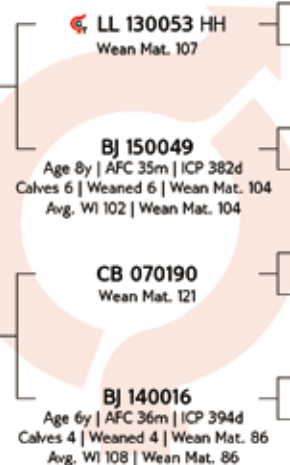 LL 130053 HH
Wean Mat. 107
BJ 150049
Age 8y | AFC 35m | ICP 382d
Calves 6 | Weaned 6 | Wean Mat. 104
Avg. WI 102 | Wean Mat. 104
CB 070190
Wean Mat. 121
BJ 140016
Age 6y | AFC 36m | ICP 394d
Calves 4 | Weaned 4 | Wean Mat. 86
Avg. WI 108 | Wean Mat. 86